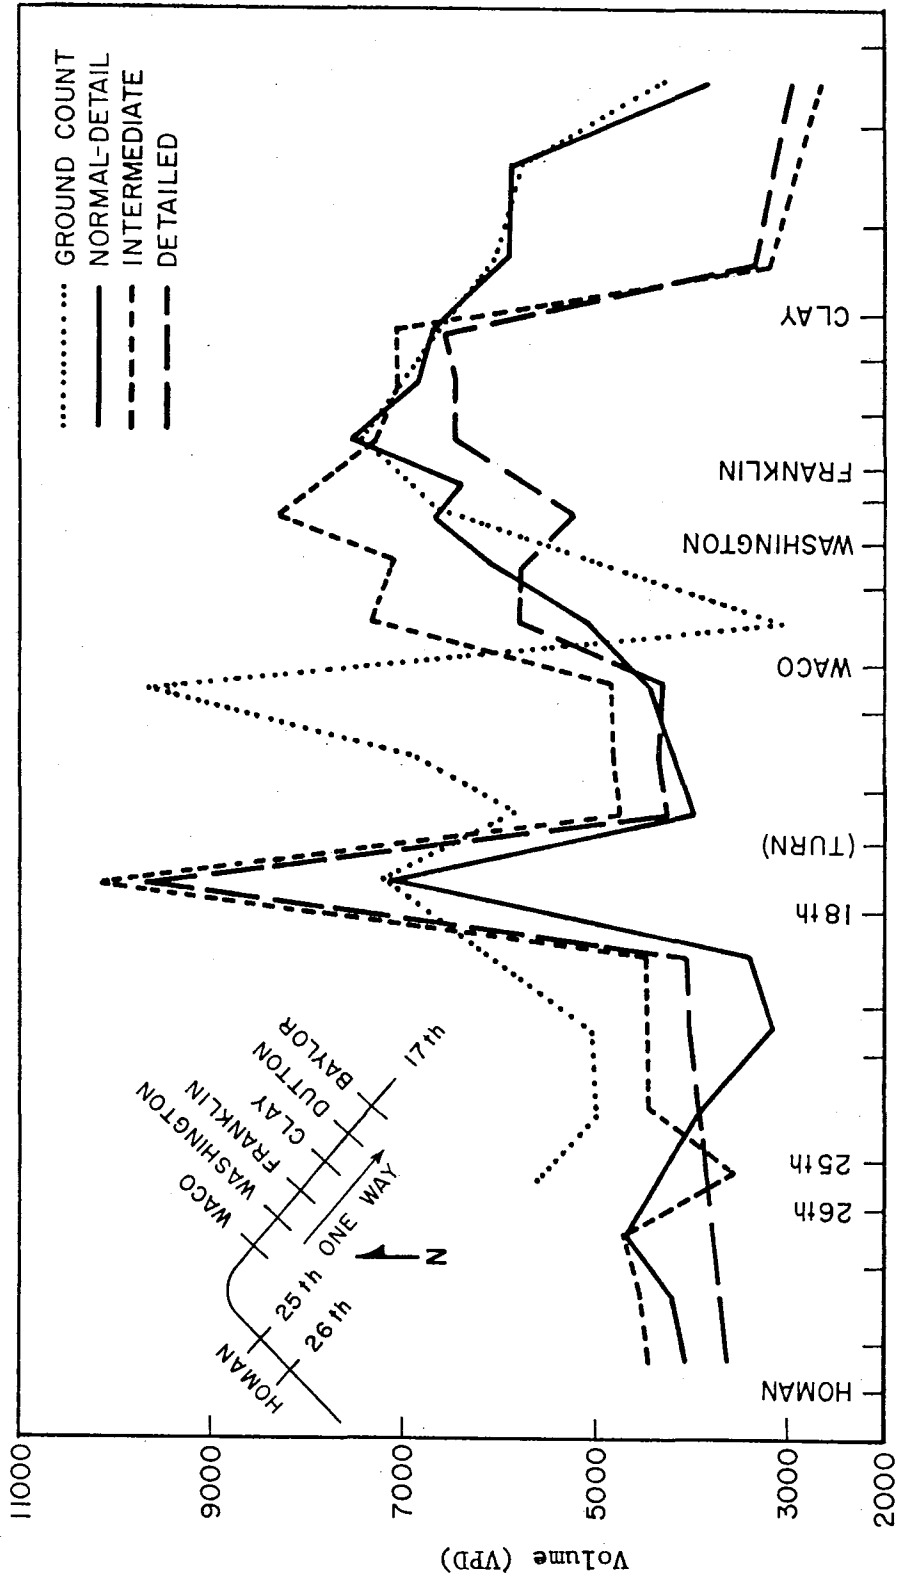 GROUND COUNT
NORMAL-DETAIL
INTERMEDIATE
DETAILED
11000
9000
7000
5000
3000
2000
Volume (VPD)
HOMAN
26th
25th
18th
(TURN)
WACO
WASHINGTON
FRANKLIN
CLAY
HOMAN
26th
25th
WACO
WASHINGTON
FRANKLIN
CLAY
DUTTON
BAYLOR
17th
ONE WAY
N